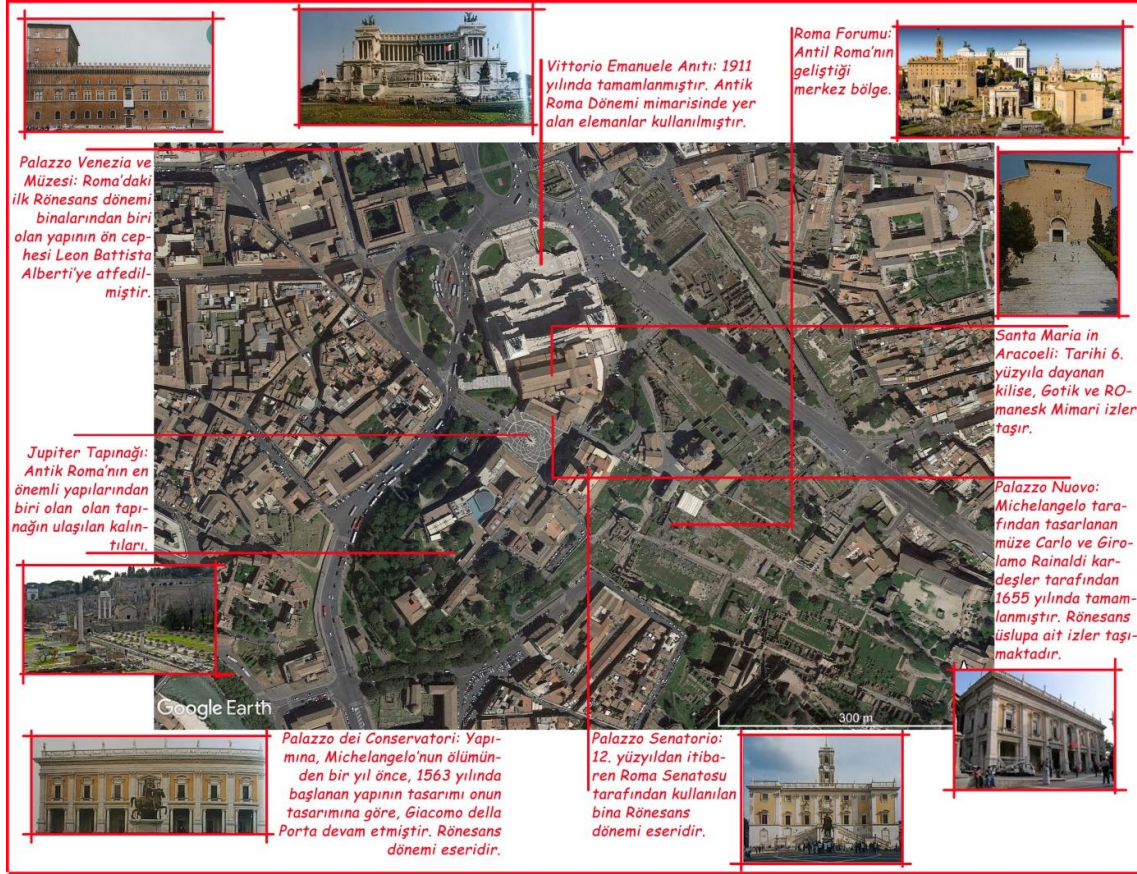 Vittorio Emanuele Anıtı: 1911
yılında tamamlanmıştır. Antik
Roma Dönemi mimarisinde yer
alan elemanlar kullanılmıştır.
Roma Forumu:
Antil Roma’nın
geliştiği
merkez bölge.
Palazzo Venezia ve
Müzesi: Roma’daki
ilk Rönesans dönemi
binalarından biri
olan yapının ön cep-
hesi Leon Battista
Alberti’ye atfedil-
miştir.
Santa Maria in
Aracoeli: Tarihi 6.
yüzyıla dayanan
kilise, Gotik ve RO-
manesk Mimari izler
taşır.
Jupiter Tapınağı:
Antik Roma’nın en
önemli yapılarından
biri olan olan tapı-
nağın ulaşılan kalın-
tıları.
Palazzo Nuovo:
Michelangelo tara-
fından tasarlanan
müze Carlo ve Giro-
lamo Rainaldi kar-
deşler tarafından
1655 yılında tamam-
lanmıştır. Rönesans
üslupa ait izler taşı-
maktadır.
Google Earth
300 m
Palazzo dei Conservatori: Yapı-
mına, Michelangelo’nun ölümün-
den bir yıl önce, 1563 yılında
başlanan yapının tasarımı onun
tasarımına göre, Giacomo della
Porta devam etmiştir. Rönesans
dönemi eseridir.
Palazzo Senatorio:
12. yüzyıldan itiba-
ren Roma Senatosu
tarafından kullanılan
bina Rönesans
dönemi eseridir.